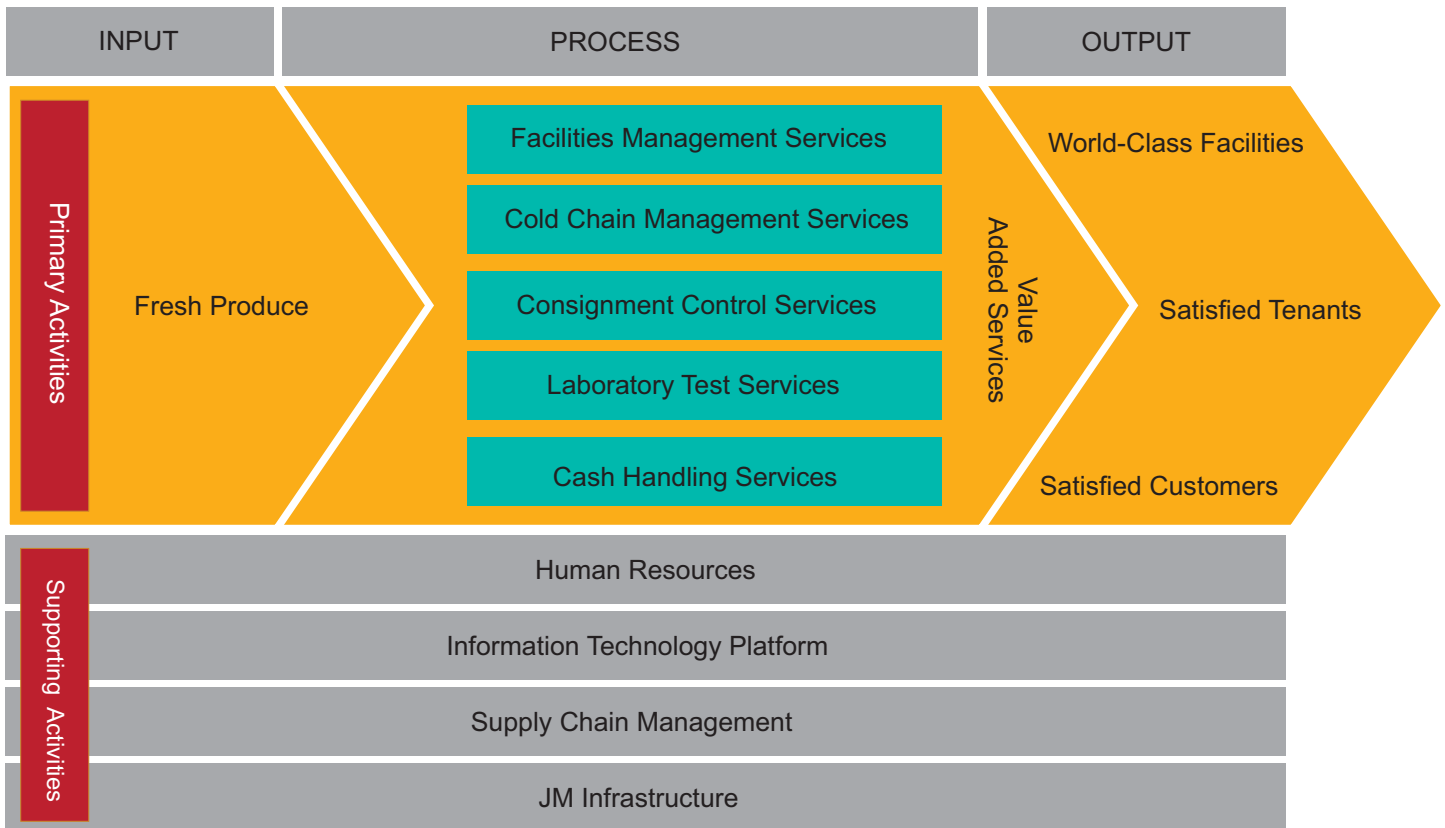 INPUT
PROCESS
OUTPUT
Primary Activities
Fresh Produce
Facilities Management Services
Cold Chain Management Services
Consignment Control Services
Laboratory Test Services
Cash Handling Services
Value
Added Services
World-Class Facilities
Satisfied Tenants
Satisfied Customers
Supporting Activities
Human Resources
Information Technology Platform
Supply Chain Management
JM Infrastructure